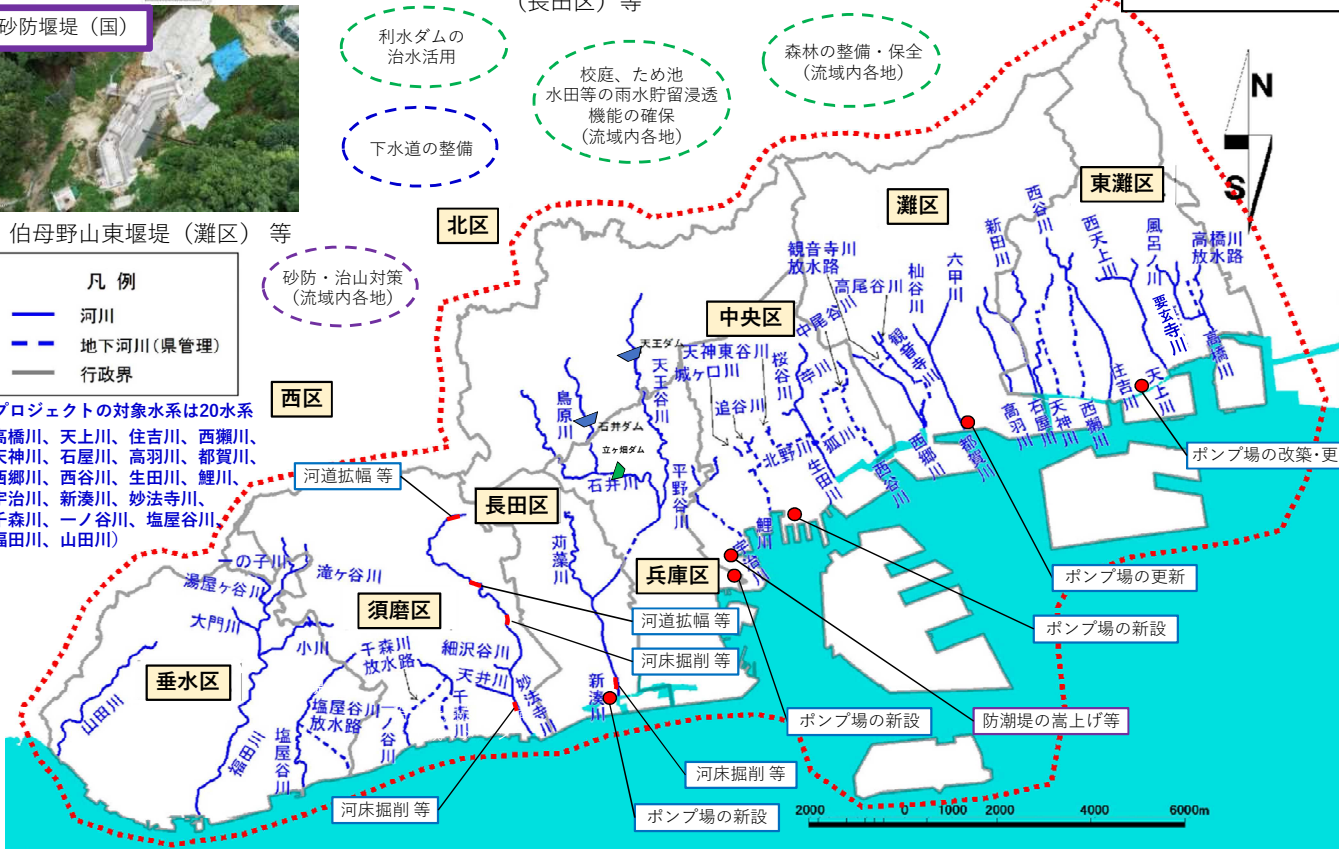 （長田区）等
砂防堰堤（国）
伯母野山東堰堤（灘区） 等
利水ダムの
治水活用
下水道の整備
校庭、ため池
水田等の雨水貯留浸透
機能の確保
（流域内各地）
森林の整備・保全
（流域内各地）
砂防・治山対策
（流域内各地）
凡 例
河川
地下河川(県管理)
行政界
プロジェクトの対象水系は20水系
高橋川、天上川、住吉川、西瀬川、
天神川、石屋川、高羽川、都賀川、
西郷川、西谷川、生田川、鯉川、
宇治川、新湊川、妙法寺川、
千森川、一ノ谷川、塩屋谷川、
福田川、山田川）
N
S
北区
西区
灘区
東灘区
中央区
長田区
兵庫区
須磨区
垂水区
新田川
西谷川
西天上川
風呂ノ川
高橋川
放水路
要玄寺川
高橋川
天上川
住吉川
西瀬川
天神川
石屋川
高羽川
都賀川
六甲川
杣谷川
観音寺川
放水路
高尾谷川
観音寺川
中尾谷川
西郷川
西谷川
苧川
狐川
生田川
北野川
桜谷川
天神東谷川
城ヶ口川
追谷川
鯉川
宇治川
平野谷川
天王ダム
天王谷川
鳥原川
石井ダム
立ヶ畑ダム
石井川
苅藻川
新湊川
一の子川
滝ヶ谷川
湯屋ヶ谷川
大門川
小川
千森川
放水路
細沢谷川
天井川
妙法寺川
千森川
一ノ谷川
塩屋谷川
放水路
塩屋谷川
福田川
山田川
河道拡幅 等
河道拡幅 等
河床掘削 等
河床掘削 等
河床掘削 等
ポンプ場の新設
ポンプ場の新設
ポンプ場の新設
防潮堤の嵩上げ等
ポンプ場の更新
ポンプ場の改築・更
2000
0
1000
2000
4000
6000m